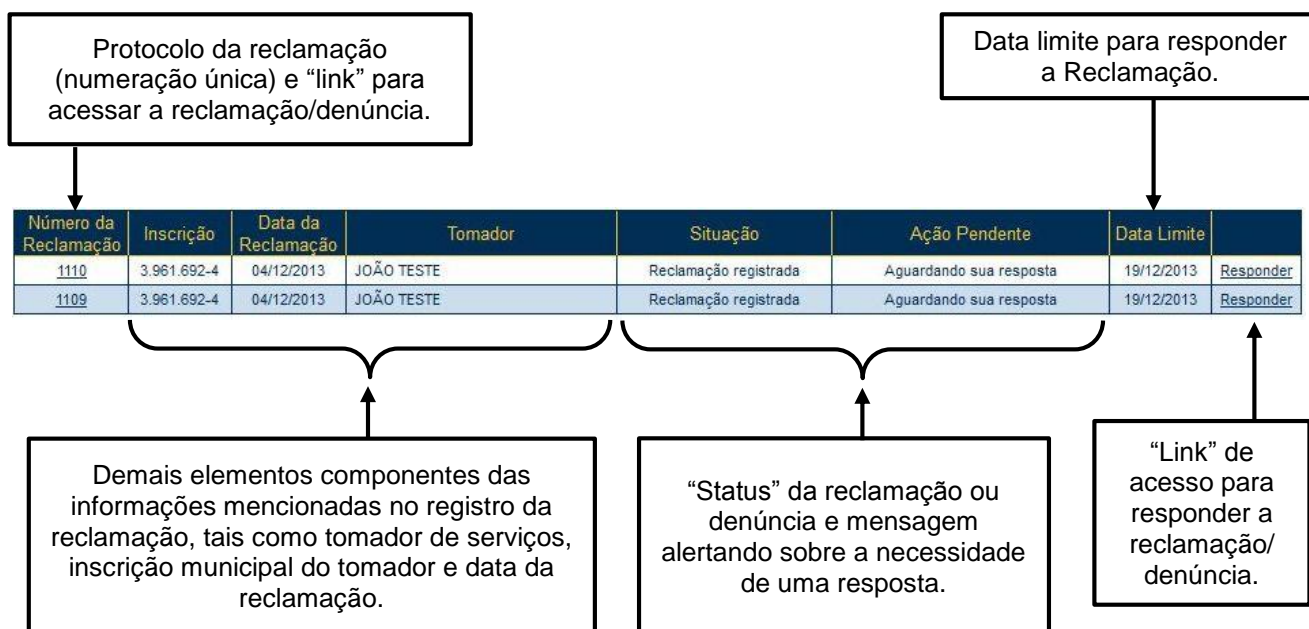 Protocolo da reclamação
(numeração única) e “link” para
acessar a reclamação/denúncia.
Data limite para responder
a Reclamação.
Número da Reclamação Inscrição Data da Reclamação Tomador Situação Ação Pendente Data Limite
1110 3.961.692-4 04/12/2013 JOÃO TESTE Reclamação registrada Aguardando sua resposta 19/12/2013 Responder
1109 3.961.692-4 04/12/2013 JOÃO TESTE Reclamação registrada Aguardando sua resposta 19/12/2013 Responder
Demais elementos componentes das
informações mencionadas no registro da
reclamação, tais como tomador de serviços,
inscrição municipal do tomador e data da
reclamação.
“Status” da reclamação ou
denúncia e mensagem
alertando sobre a necessidade
de uma resposta.
“Link” de
acesso para
responder a
reclamação/
denúncia.